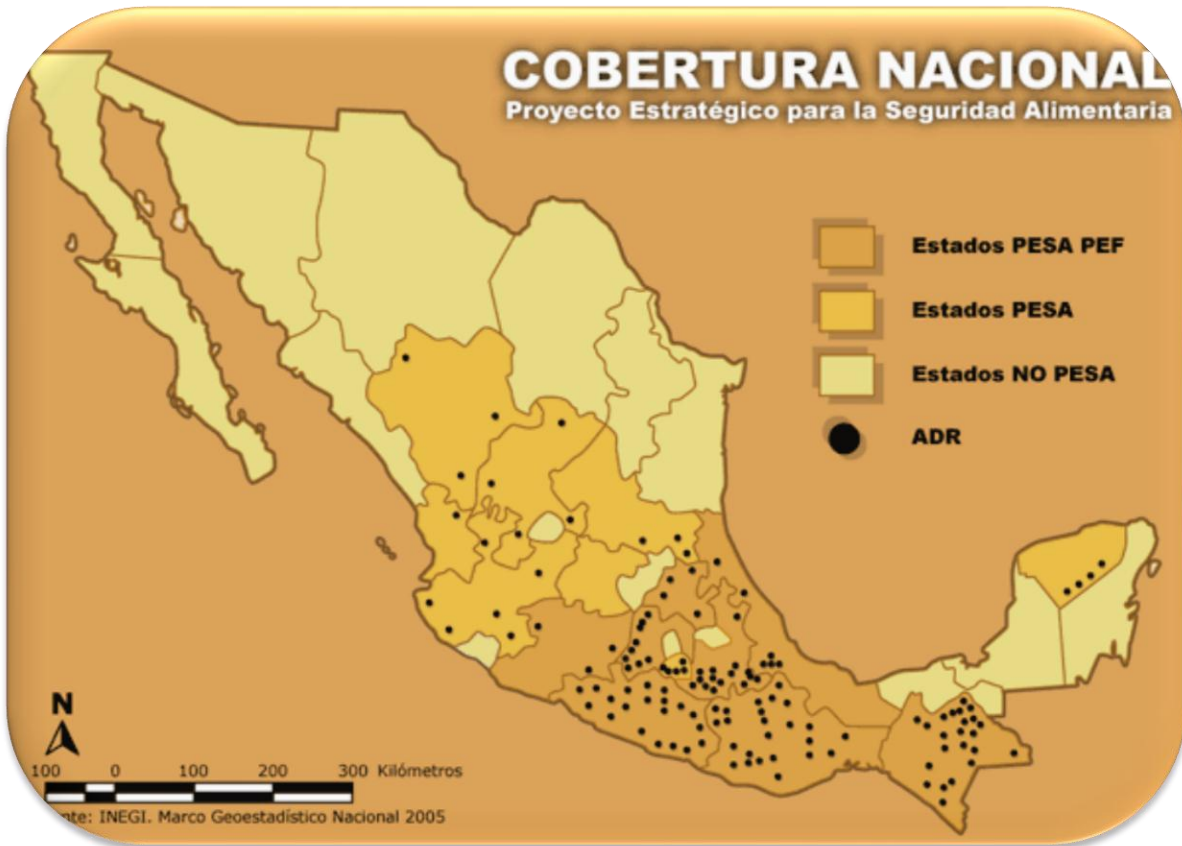 COBERTURA NACIONAL
Proyecto Estratégico para la Seguridad Alimentaria
Estados PESA PEF
Estados PESA
Estados NO PESA
ADR
N
100 0 100 200 300 Kilómetros
nte: INEGI. Marco Geoestadístico Nacional 2005